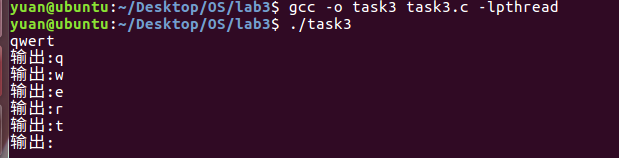 yuan@ubuntu:~/Desktop/OS/lab3$ gcc -o task3 task3.c -lpthread
yuan@ubuntu:~/Desktop/OS/lab3$ ./task3
qwert
输出:q
输出:w
输出:e
输出:r
输出:t
输出: